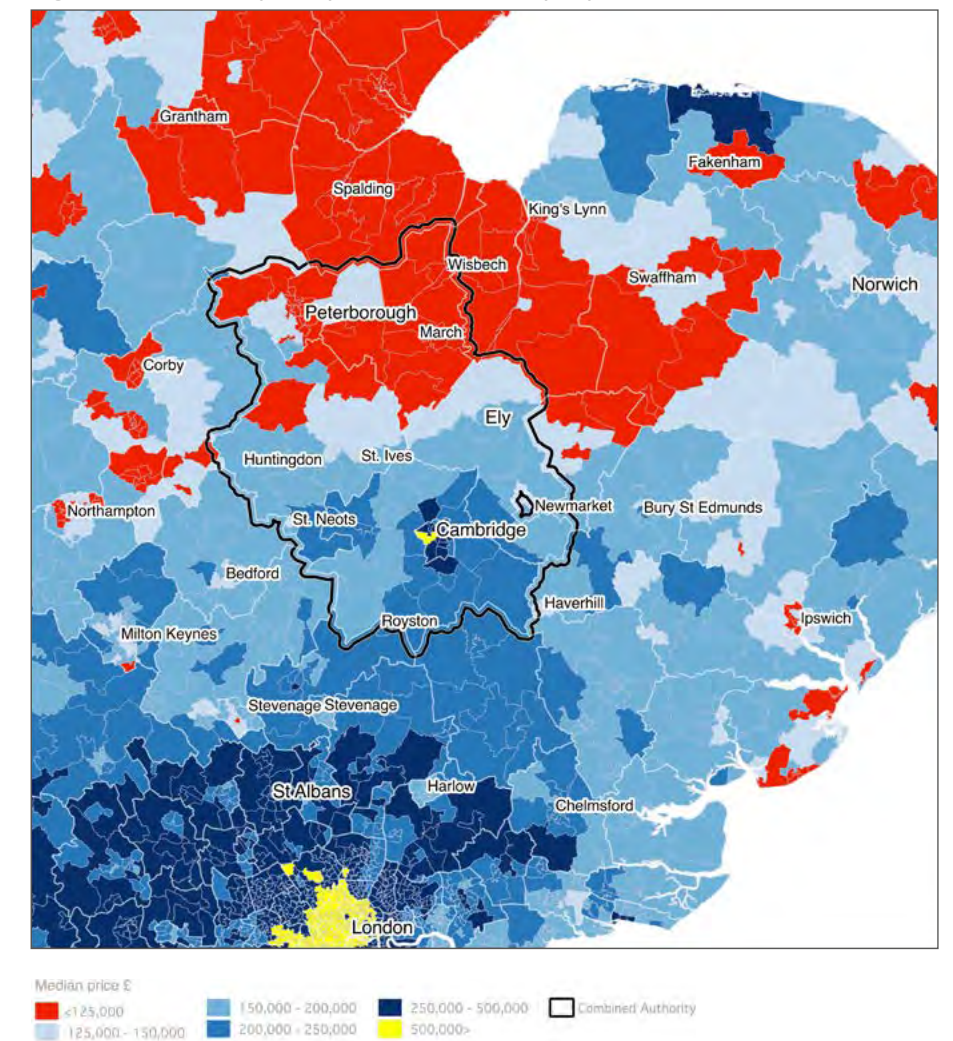 Grantham
Fakenham
Spalding
King's Lynn
Wisbech
Swaffham
Norwich
Peterborough
March
Corby
Ely
Huntingdon
St. Ives
Northampton
Newmarket
Bury St Edmunds
St. Neots
Cambridge
Bedford
Haverhill
Royston
Ipswich
Milton Keynes
Stevenage Stevenage
St Albans
Harlow
Chelmsford
London
Median price £
<125,000
150,000 - 200,000
250,000 - 500,000
Combined Authority
125,000 - 150,000
200,000 - 250,000
500,000>